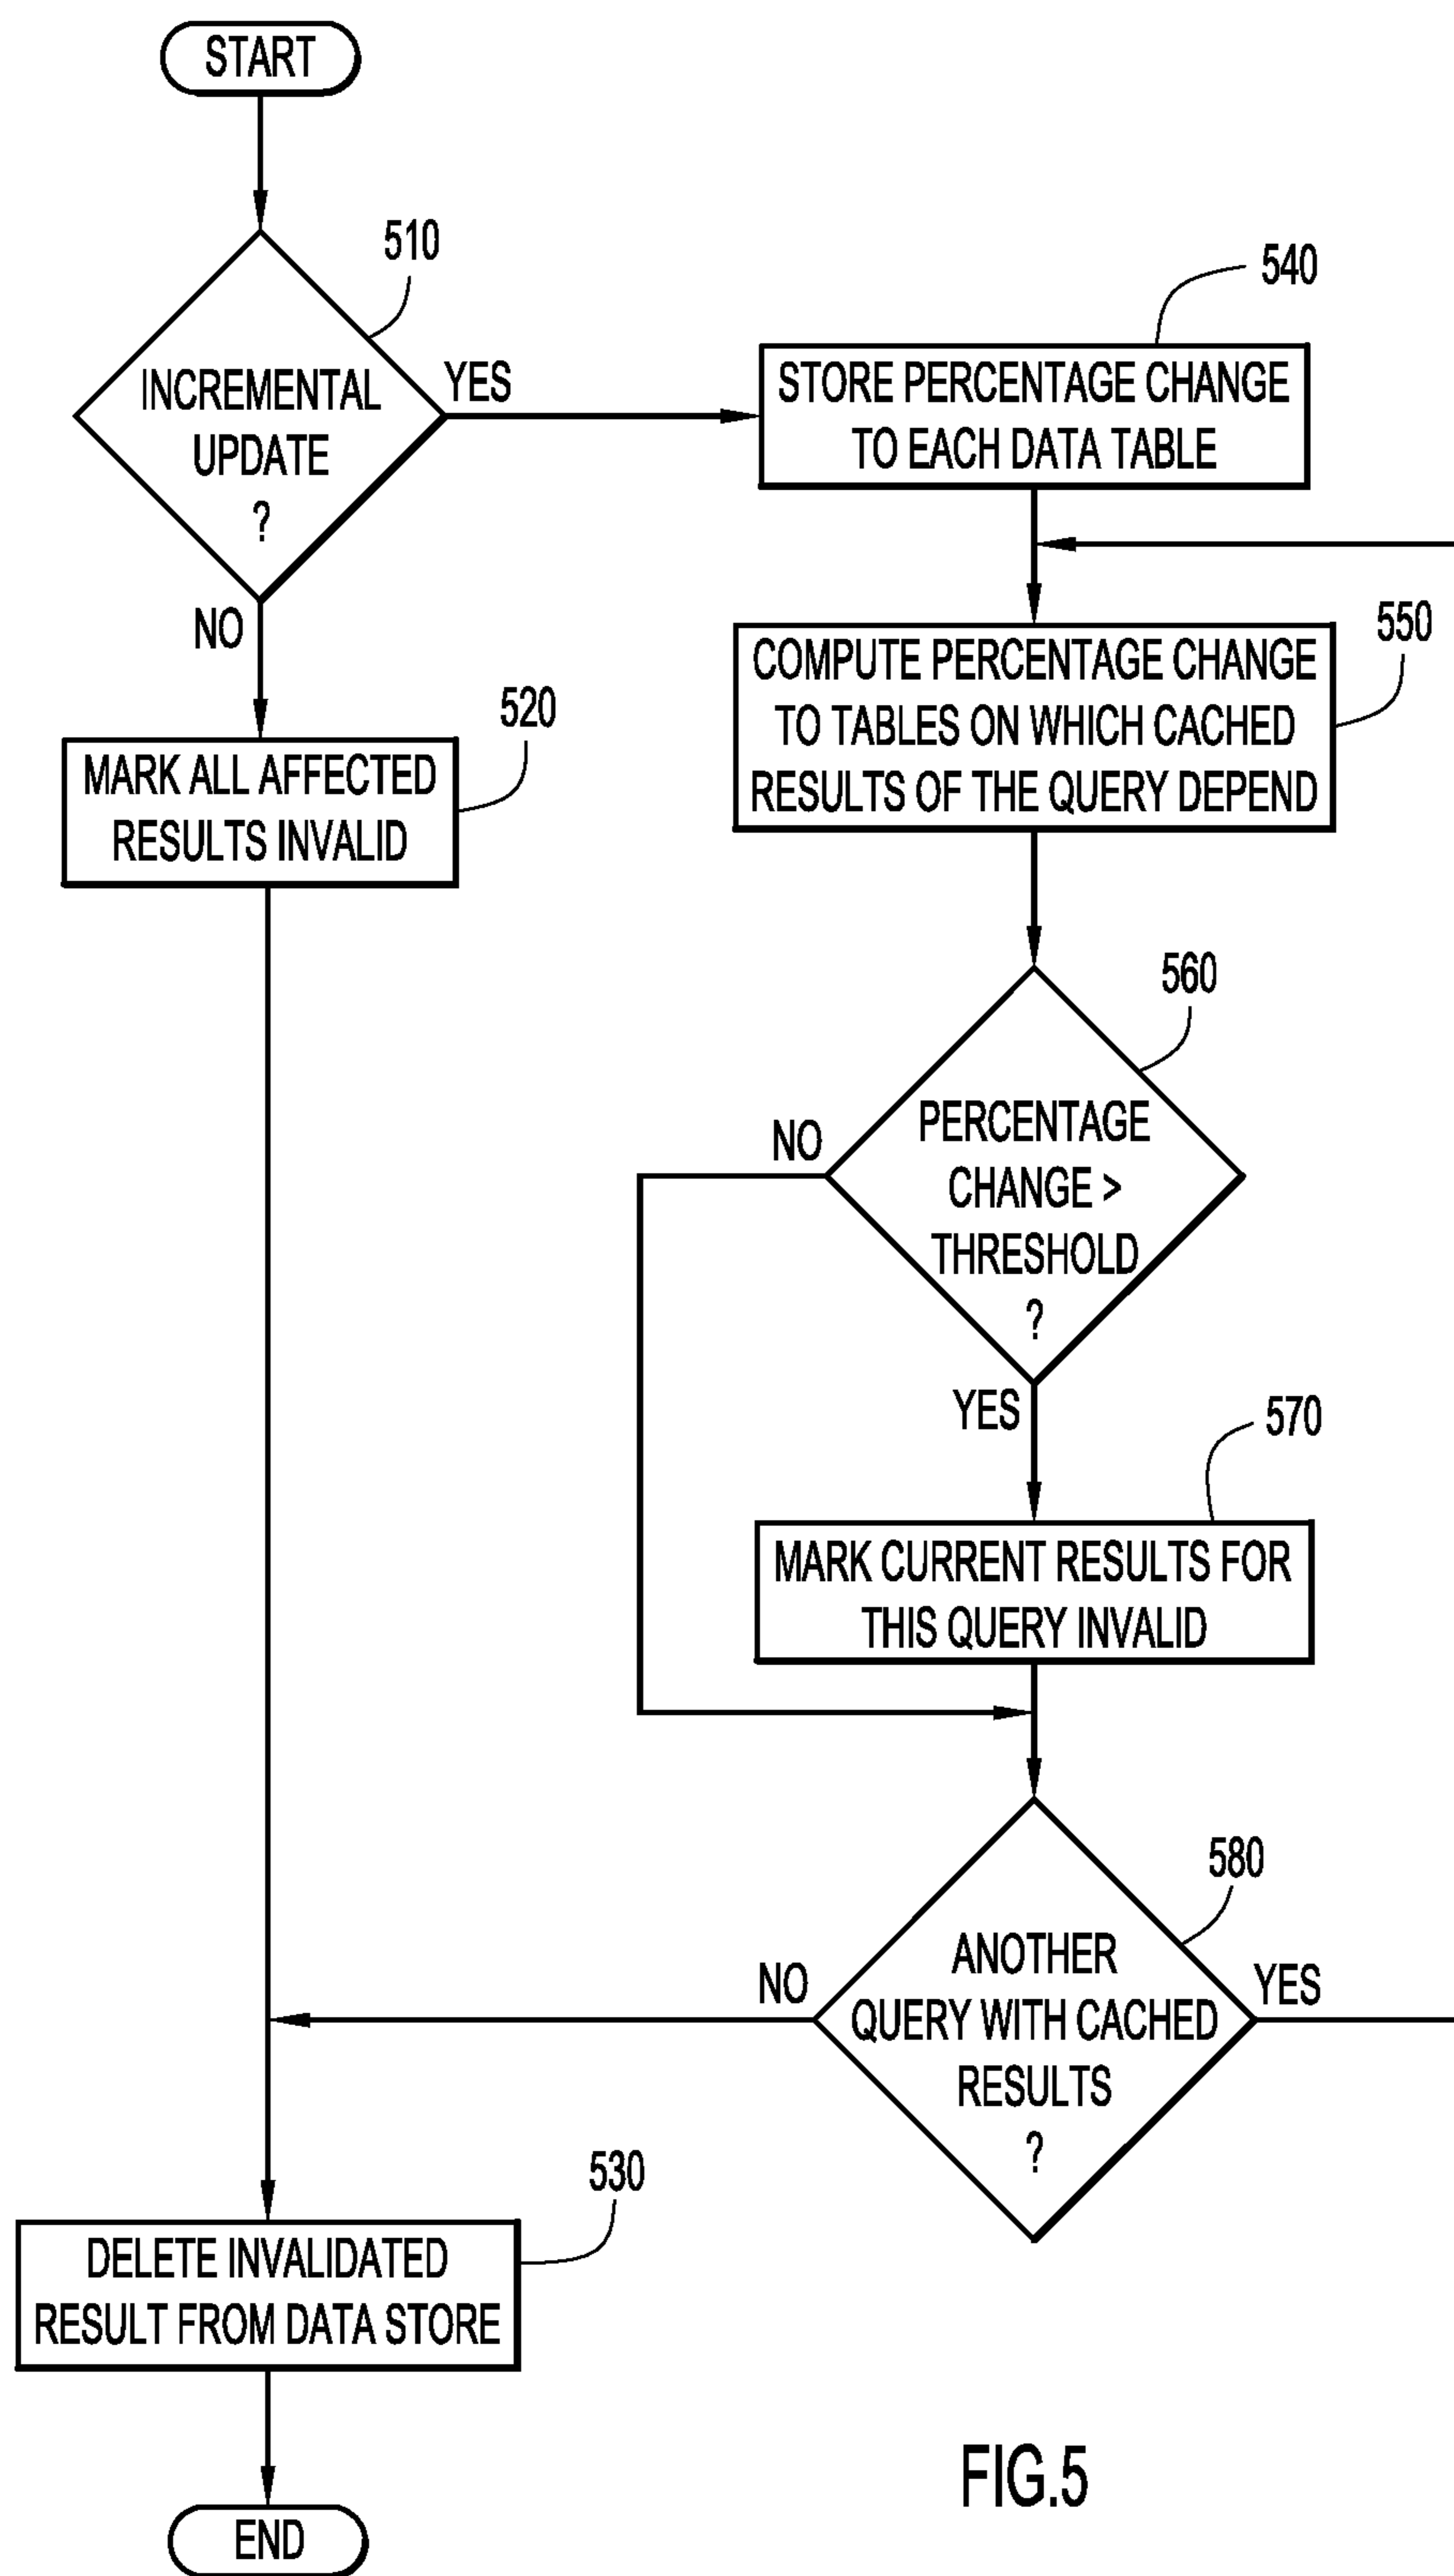 START
510
INCREMENTAL
UPDATE
?
YES
NO
520
MARK ALL AFFECTED
RESULTS INVALID
540
STORE PERCENTAGE CHANGE
TO EACH DATA TABLE
550
COMPUTE PERCENTAGE CHANGE
TO TABLES ON WHICH CACHED
RESULTS OF THE QUERY DEPEND
560
PERCENTAGE
CHANGE >
THRESHOLD
?
NO
YES
570
MARK CURRENT RESULTS FOR
THIS QUERY INVALID
580
ANOTHER
QUERY WITH CACHED
RESULTS
?
NO
YES
530
DELETE INVALIDATED
RESULT FROM DATA STORE
END
FIG.5